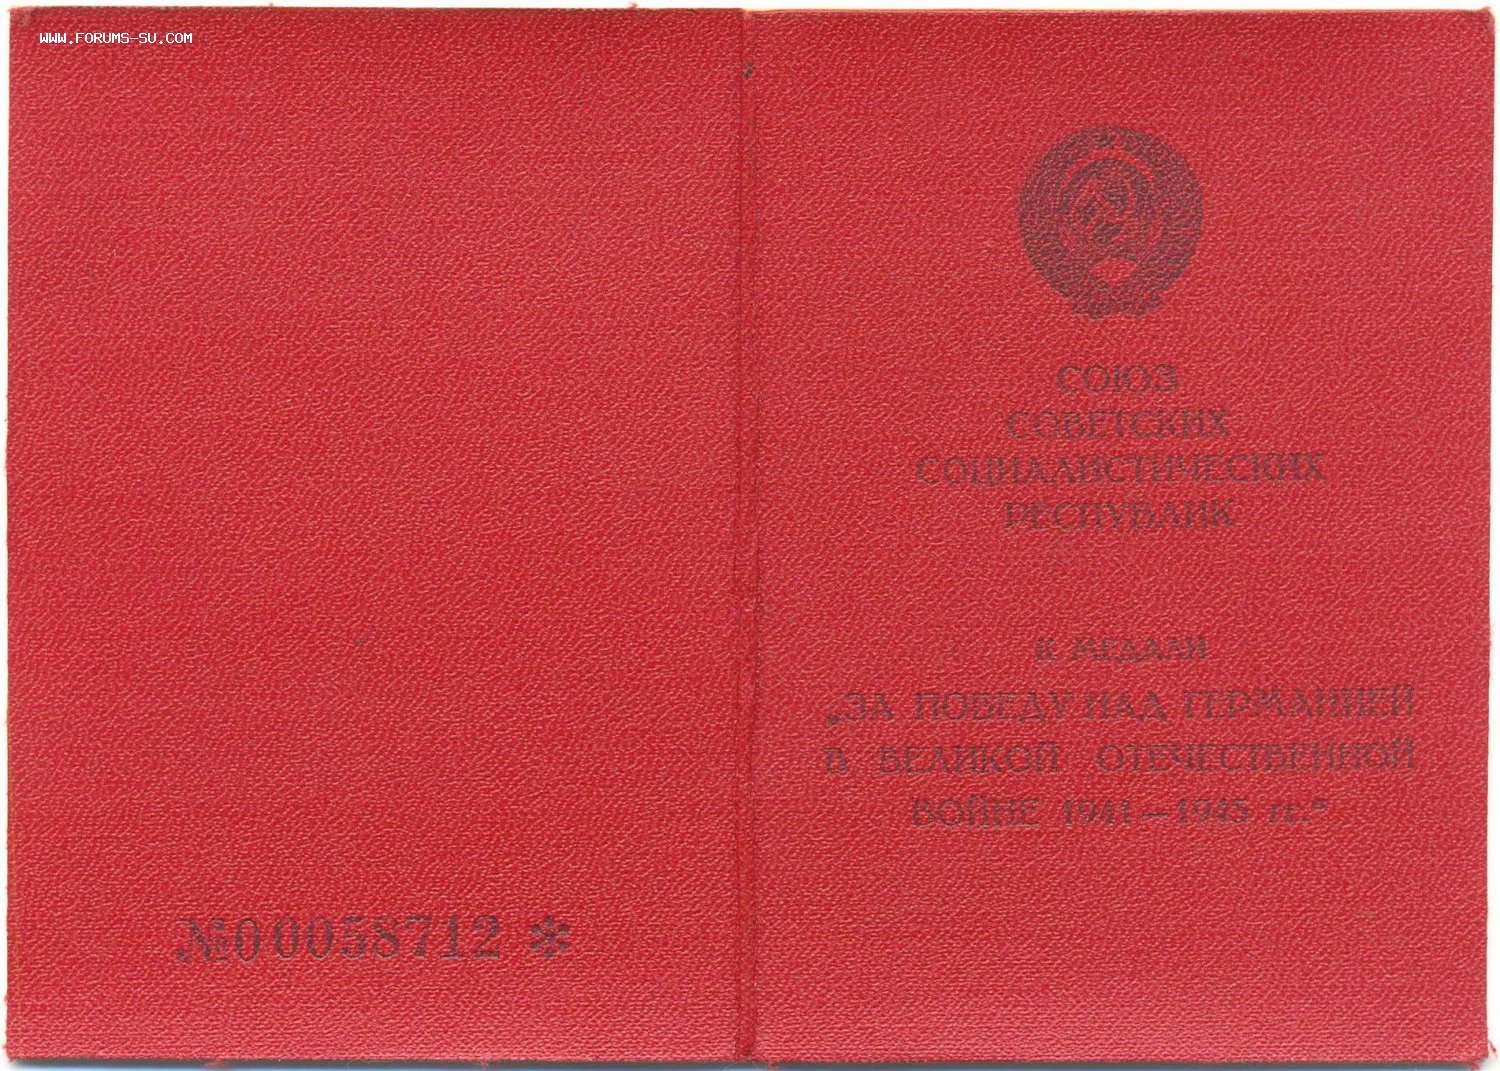 WWW.FORUMS-SU.COM
СОЮЗ
СОВЕТСКИХ
СОЦИАЛИСТИЧЕСКИХ
РЕСПУБЛИК
К МЕДАЛИ
„ЗА ПОБЕДУ НАД ГЕРМАНИЕЙ
В ВЕЛИКОЙ ОТЕЧЕСТВЕННОЙ
ВОЙНЕ 1941—1945 гг.“
№00058712 *